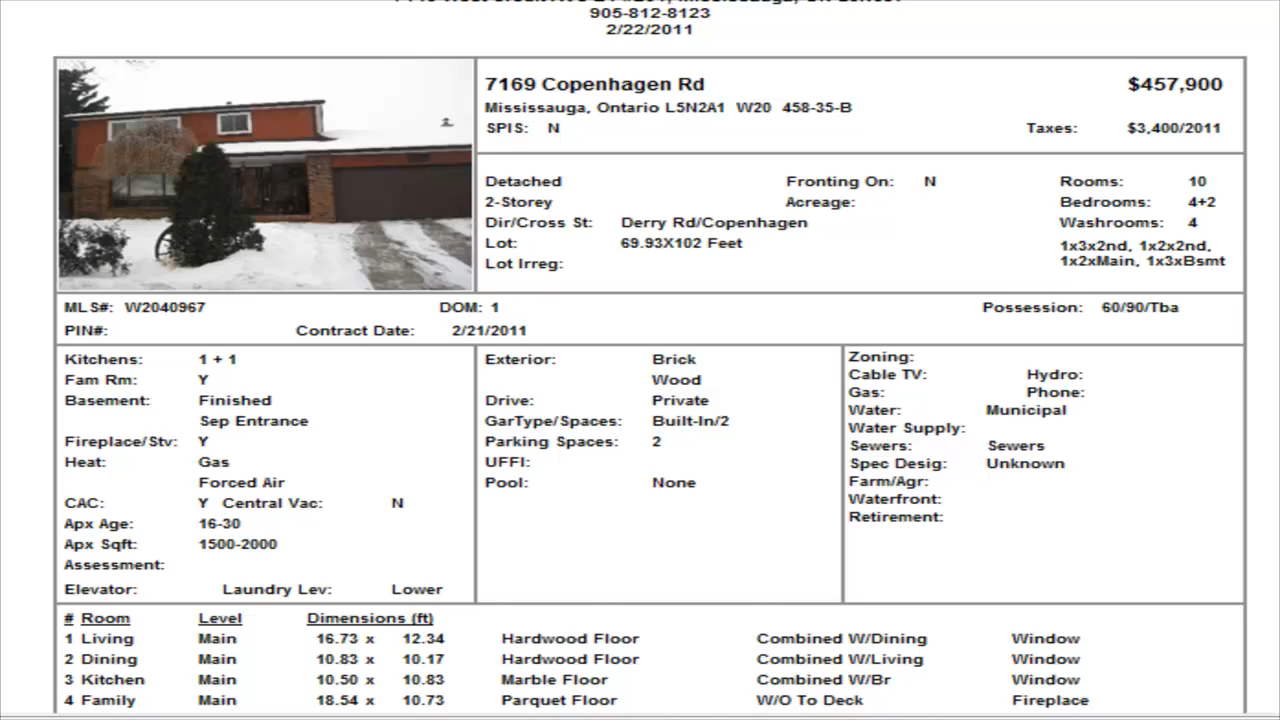 905-812-8123
2/22/2011
7169 Copenhagen Rd $457,900
Mississauga, Ontario L5N2A1 W20 458-35-B
SPIS: N Taxes: $3,400/2011
Detached Fronting On: N Rooms: 10
2-Storey Acreage: Bedrooms: 4+2
Dir/Cross St: Derry Rd/Copenhagen Washrooms: 4
Lot: 69.93X102 Feet 1x3x2nd, 1x2x2nd,
Lot Irreg: 1x2xMain, 1x3xBsmt
MLS#: W2040967 DOM: 1 Possession: 60/90/Tba
PIN#: Contract Date: 2/21/2011
Kitchens: 1 + 1
Fam Rm: Y
Basement: Finished
Sep Entrance
Fireplace/Stv: Y
Heat: Gas
Forced Air
CAC: Y Central Vac: N
Apx Age: 16-30
Apx Sqft: 1500-2000
Assessment:
Elevator: Laundry Lev: Lower
Exterior: Brick
Wood
Drive: Private
GarType/Spaces: Built-In/2
Parking Spaces: 2
UFFI:
Pool: None
Zoning:
Cable TV: Hydro:
Gas: Phone:
Water: Municipal
Water Supply:
Sewers: Sewers
Spec Desig: Unknown
Farm/Agr:
Waterfront:
Retirement:
# Room Level Dimensions (ft)
1 Living Main 16.73 x 12.34 Hardwood Floor Combined W/Dining Window
2 Dining Main 10.83 x 10.17 Hardwood Floor Combined W/Living Window
3 Kitchen Main 10.50 x 10.83 Marble Floor Combined W/Br Window
4 Family Main 18.54 x 10.73 Parquet Floor W/O To Deck Fireplace